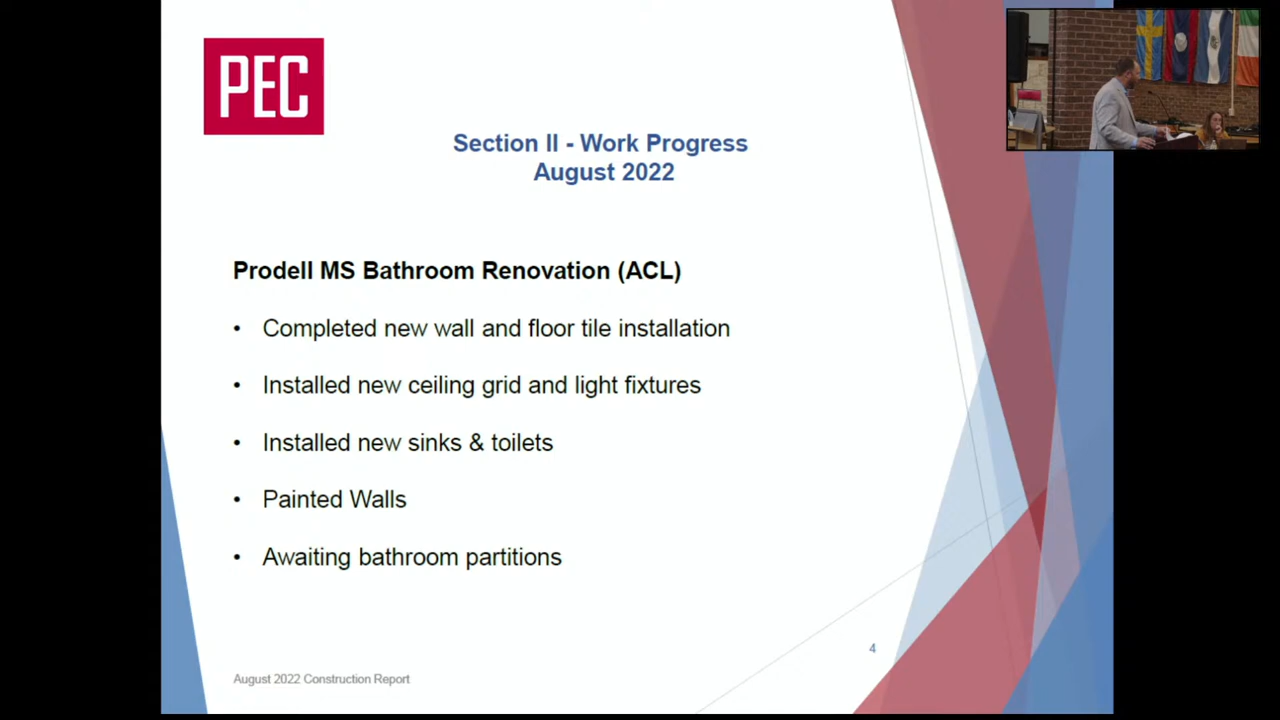 PEC
Section II - Work Progress
August 2022
Prodell MS Bathroom Renovation (ACL)
• Completed new wall and floor tile installation
• Installed new ceiling grid and light fixtures
• Installed new sinks & toilets
• Painted Walls
• Awaiting bathroom partitions
4
August 2022 Construction Report